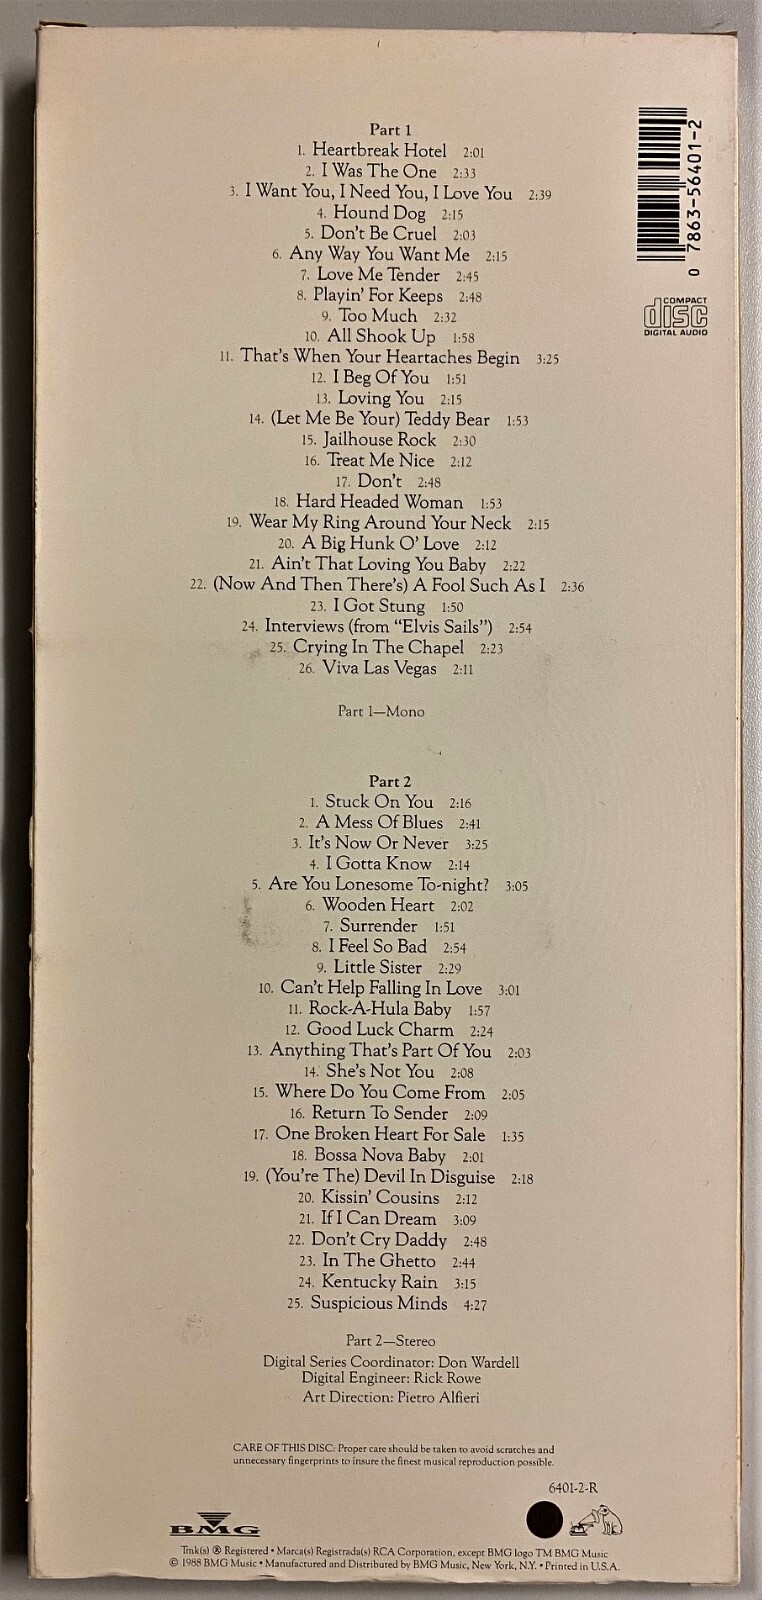 Part 1
1. Heartbreak Hotel 2:01
2. I Was The One 2:33
3. I Want You, I Need You, I Love You 2:39
4. Hound Dog 2:15
5. Don't Be Cruel 2:03
6. Any Way You Want Me 2:15
7. Love Me Tender 2:45
8. Playin' For Keeps 2:48
9. Too Much 2:32
10. All Shook Up 1:58
11. That's When Your Heartaches Begin 3:25
12. I Beg Of You 1:51
13. Loving You 2:15
14. (Let Me Be Your) Teddy Bear 1:53
15. Jailhouse Rock 2:30
16. Treat Me Nice 2:12
17. Don't 2:48
18. Hard Headed Woman 1:53
19. Wear My Ring Around Your Neck 2:15
20. A Big Hunk O' Love 2:12
21. Ain't That Loving You Baby 2:22
22. (Now And Then There's) A Fool Such As I 2:36
23. I Got Stung 1:50
24. Interviews (from "Elvis Sails") 2:54
25. Crying In The Chapel 2:23
26. Viva Las Vegas 2:11
Part 1—Mono
0 7863-56401-2
COMPACT
disc
DIGITAL AUDIO
Part 2
1. Stuck On You 2:16
2. A Mess Of Blues 2:41
3. It's Now Or Never 3:25
4. I Gotta Know 2:14
5. Are You Lonesome To-night? 3:05
6. Wooden Heart 2:02
7. Surrender 1:51
8. I Feel So Bad 2:54
9. Little Sister 2:29
10. Can't Help Falling In Love 3:01
11. Rock-A-Hula Baby 1:57
12. Good Luck Charm 2:24
13. Anything That's Part Of You 2:03
14. She's Not You 2:08
15. Where Do You Come From 2:05
16. Return To Sender 2:09
17. One Broken Heart For Sale 1:35
18. Bossa Nova Baby 2:01
19. (You're The) Devil In Disguise 2:18
20. Kissin' Cousins 2:12
21. If I Can Dream 3:09
22. Don't Cry Daddy 2:48
23. In The Ghetto 2:44
24. Kentucky Rain 3:15
25. Suspicious Minds 4:27
Part 2—Stereo
Digital Series Coordinator: Don Wardell
Digital Engineer: Rick Rowe
Art Direction: Pietro Alfieri
CARE OF THIS DISC: Proper care should be taken to avoid scratches and
unnecessary fingerprints to insure the finest musical reproduction possible.
6401-2-R
BMG
Tmk(s) ® Registered • Marca(s) Registrada(s) RCA Corporation, except BMG logo TM BMG Music
© 1988 BMG Music • Manufactured and Distributed by BMG Music, New York, N.Y. • Printed in U.S.A.